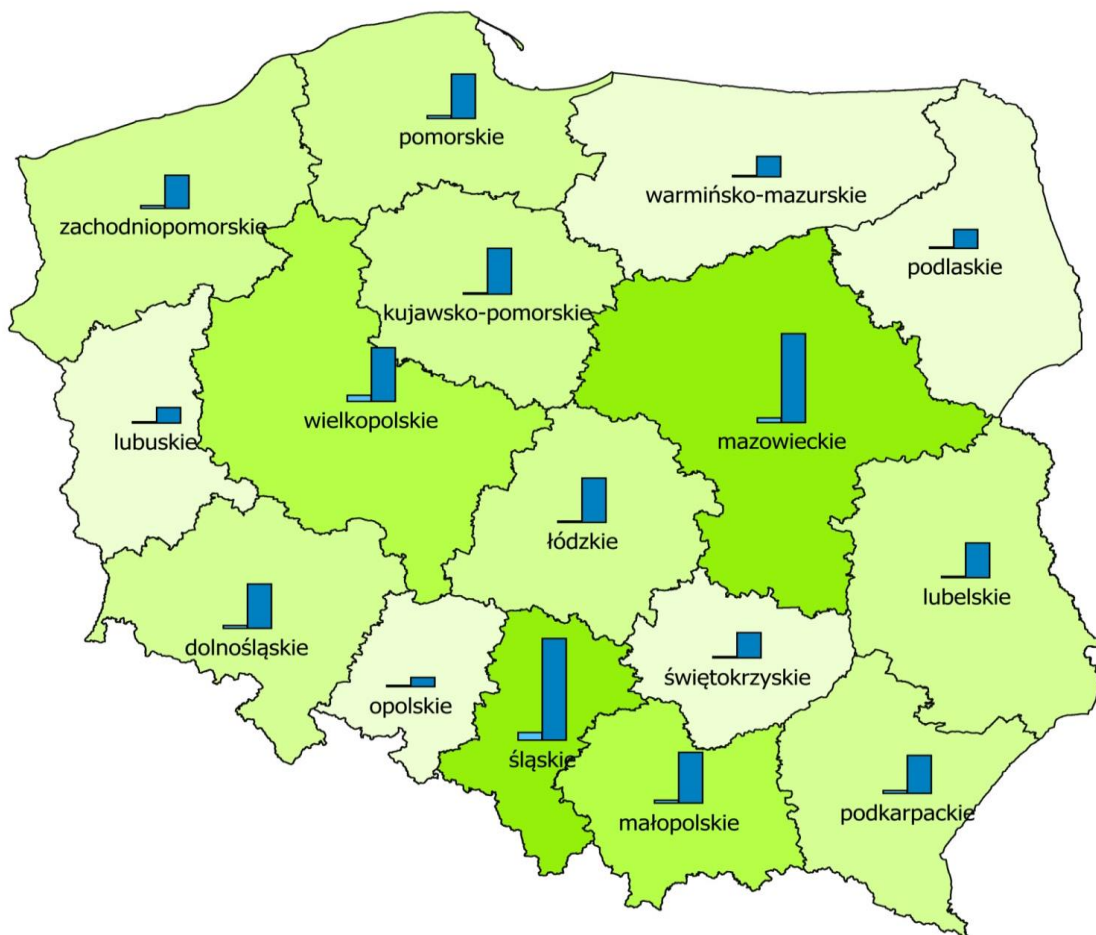 pomorskie
warmińsko-mazurskie
zachodniopomorskie
podlaskie
kujawsko-pomorskie
wielkopolskie
lubuskie
mazowieckie
łódzkie
lubelskie
dolnośląskie
świętokrzyskie
opolskie
śląskie
małopolskie
podkarpackie